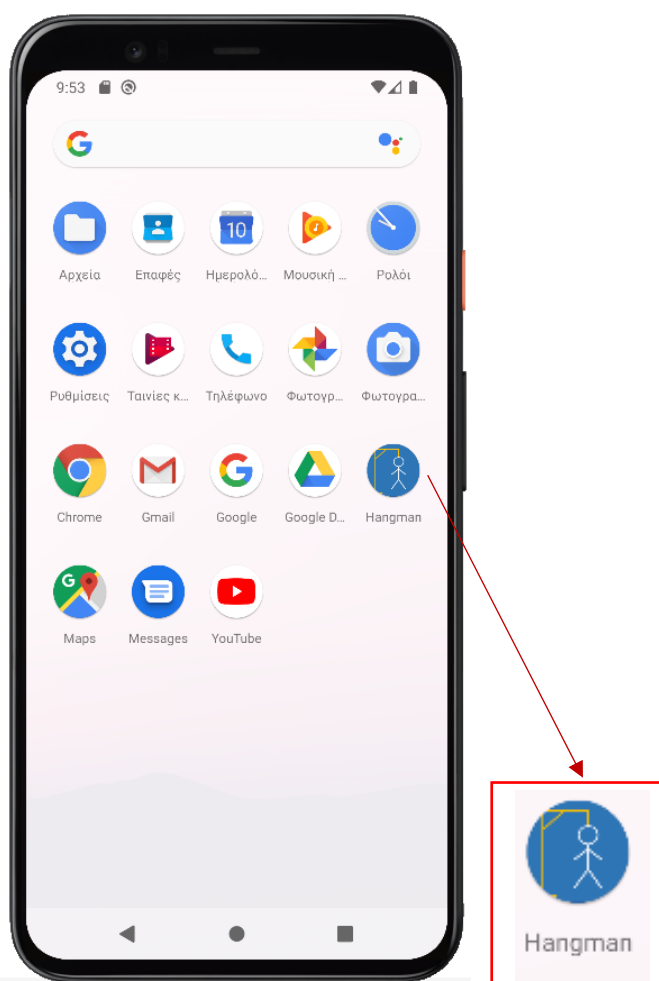 9:53
G
Αρχεία Επαφές Ημερολό... Μουσική ... Ρολόι
10
Ρυθμίσεις Ταινίες κ... Τηλέφωνο Φωτογρ... Φωτογρα...
Chrome Gmail Google Google D... Hangman
G
Maps Messages YouTube
Hangman